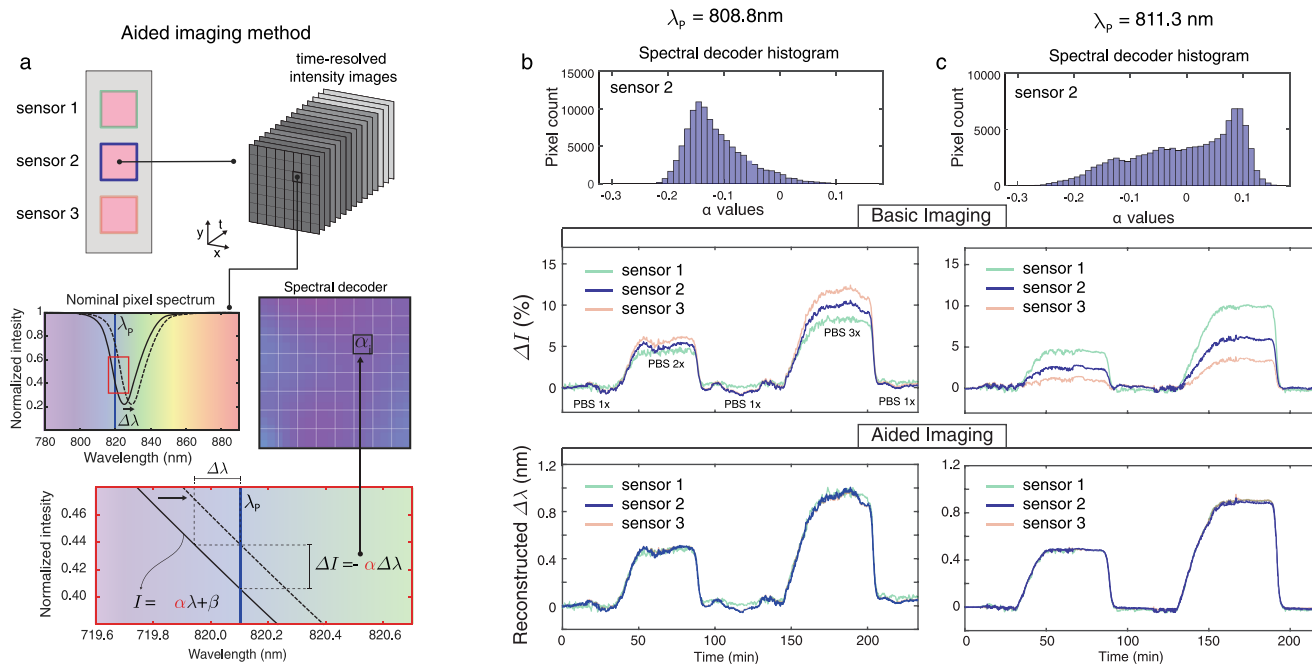 Aided imaging method
a
sensor 1
sensor 2
sensor 3
time-resolved
intensity images
y
t
x
Nominal pixel spectrum
Normalized intesity
1
0.8
0.6
0.4
0.2
λP
Δλ
780 800 820 840 860 880
Wavelength (nm)
Spectral decoder
α
Δλ
λP
Normalized intesity
0.46
0.44
0.42
0.40
ΔI = - αΔλ
I = αλ+β
719.6 719.8 820.0 820.2 820.4 820,6
Wavelength (nm)
λP = 808.8nm
b
Spectral decoder histogram
sensor 2
Pixel count
15000
10000
5000
0
-0.3 -0.2 -0.1 0 0.1
α values
λP = 811.3 nm
c
Spectral decoder histogram
sensor 2
Pixel count
10000
5000
0
-0.3 -0.2 -0.1 0 0.1
α values
Basic Imaging
ΔI (%)
15
10
5
0
sensor 1
sensor 2
sensor 3
PBS 1x
PBS 2x
PBS 1x
PBS 3x
PBS 1x
15
10
5
0
sensor 1
sensor 2
sensor 3
Aided Imaging
Reconstructed Δλ (nm)
1.2
0.8
0.4
0
sensor 1
sensor 2
sensor 3
0 50 100 150 200
Time (min)
1.2
0.8
0.4
0
sensor 1
sensor 2
sensor 3
0 50 100 150 200
Time (min)